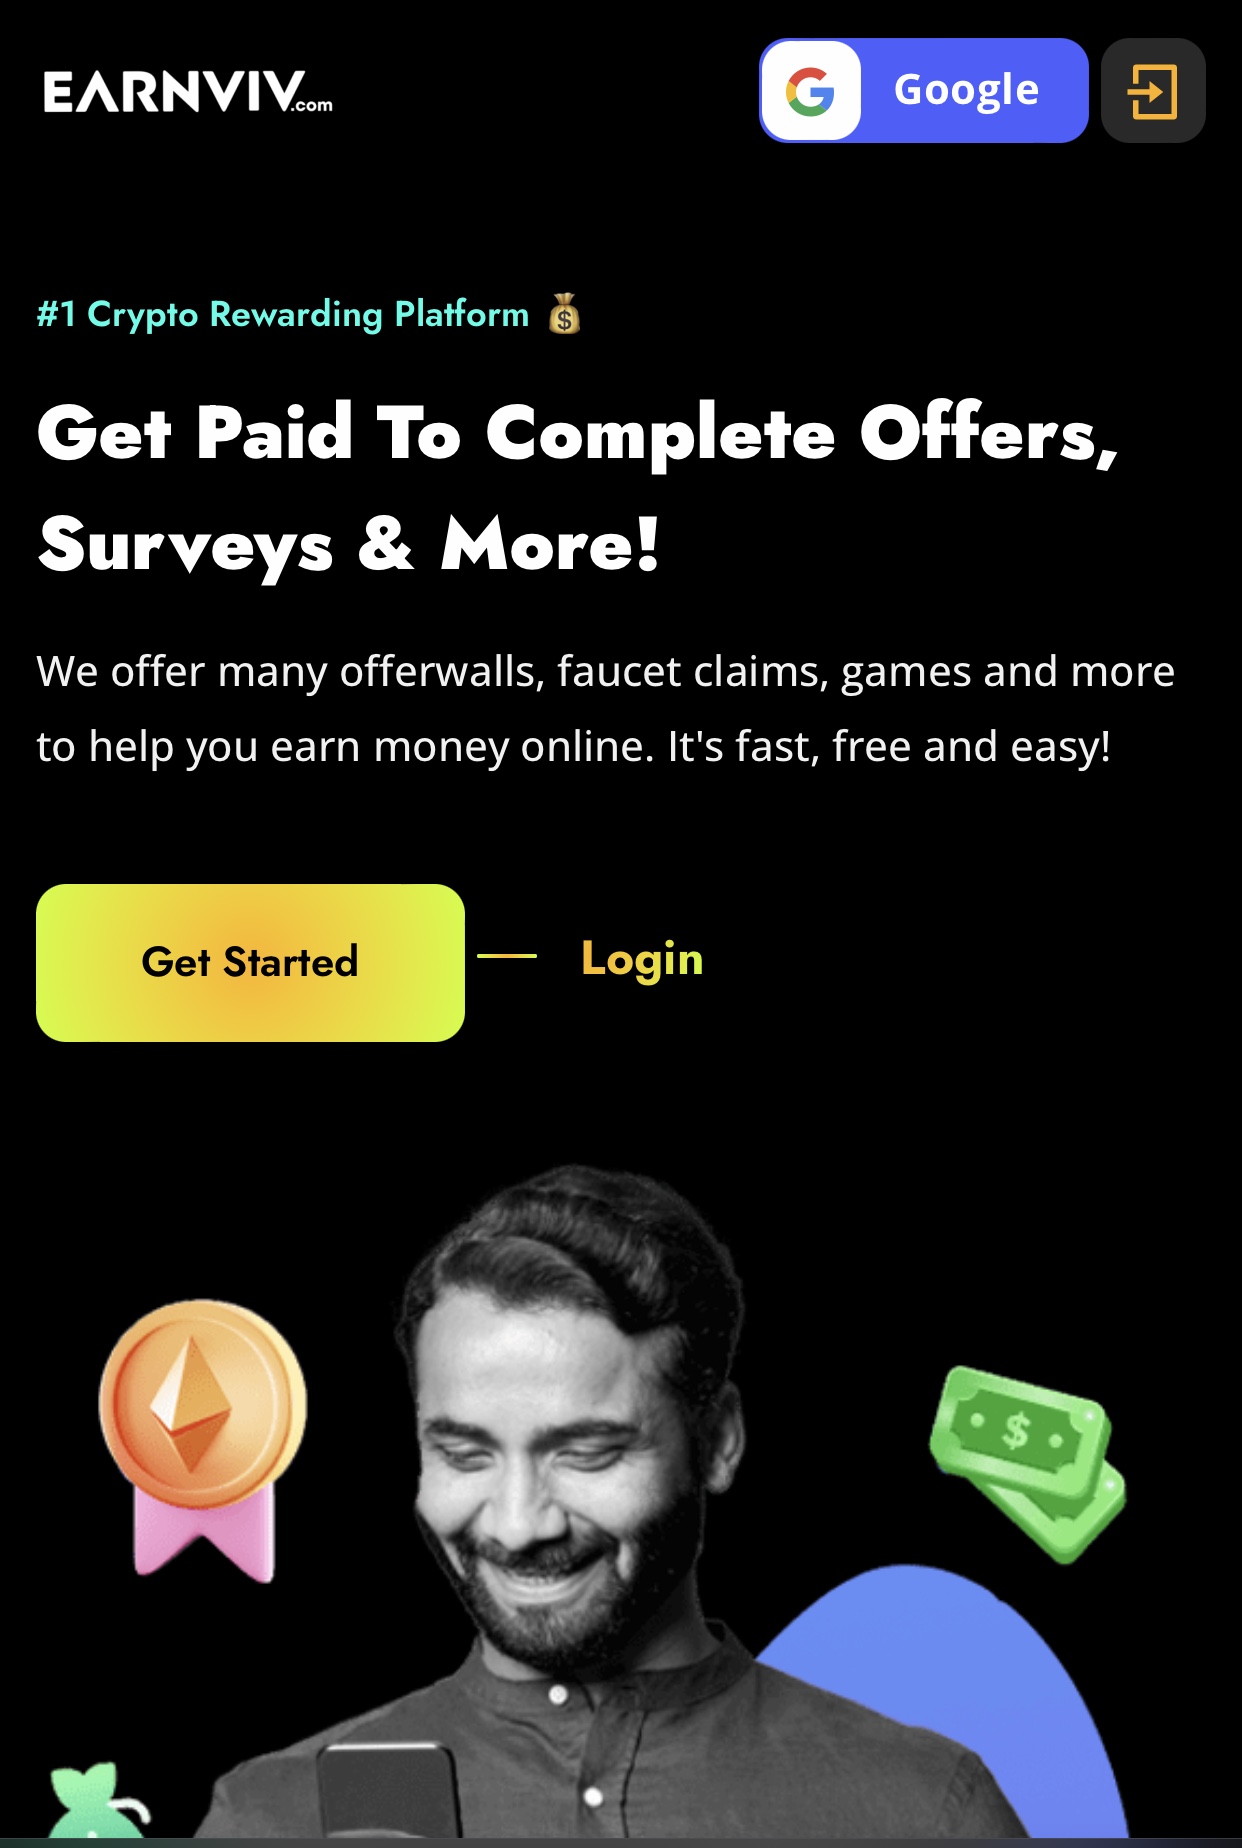 EARNVIV.com
Google
#1 Crypto Rewarding Platform 💰
Get Paid To Complete Offers,
Surveys & More!
We offer many offerwalls, faucet claims, games and more
to help you earn money online. It's fast, free and easy!
Get Started
Login
$